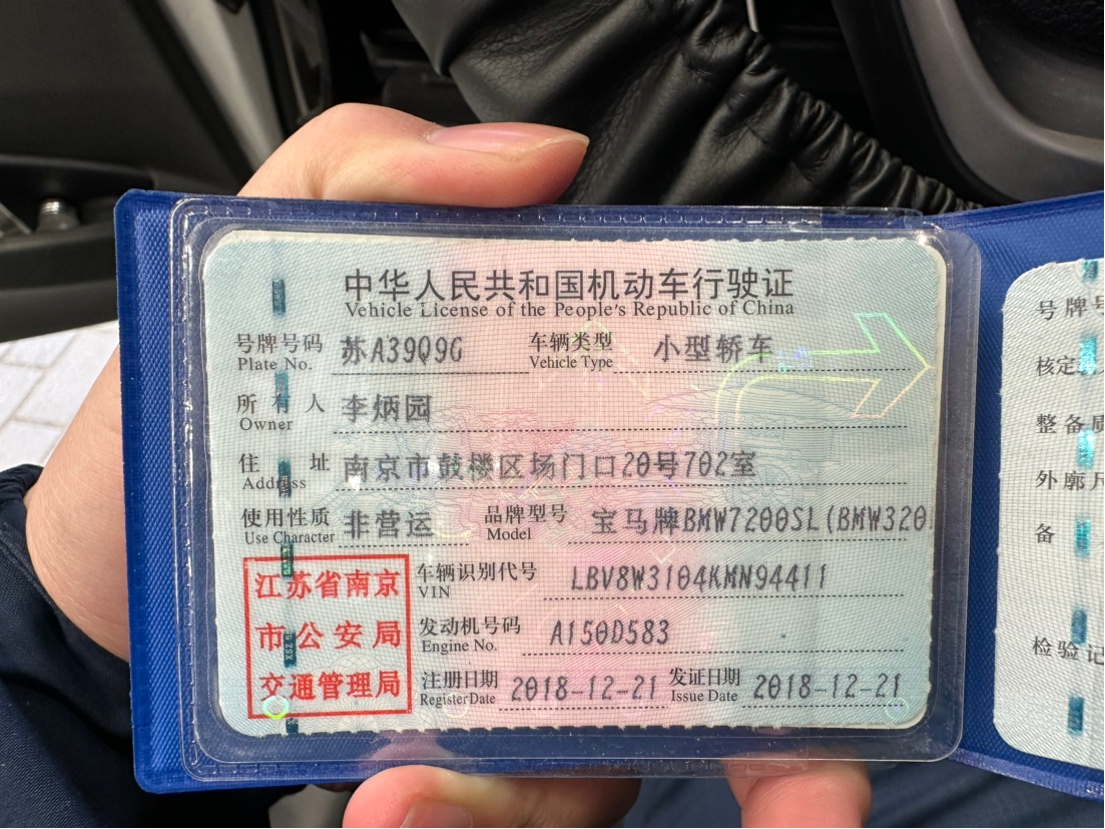 中华人民共和国机动车行驶证
Vehicle License of the People's Republic of China
号牌号码 苏A39Q9G 车辆类型 小型轿车
Plate No. Vehicle Type
所有人 李炳园
Owner
住址 南京市鼓楼区场门口20号702室
Address
使用性质 非营运 品牌型号 宝马牌BMW7200SL(BMW320
Use Character Model
江苏省南京
市公安局
交通管理局
车辆识别代号 LBV8W3104KMN94411
VIN
发动机号码 A150D583
Engine No.
注册日期 2018-12-21 发证日期 2018-12-21
Register Date Issue Date
号牌号
核定
整备质
外廓尺
备
检验记